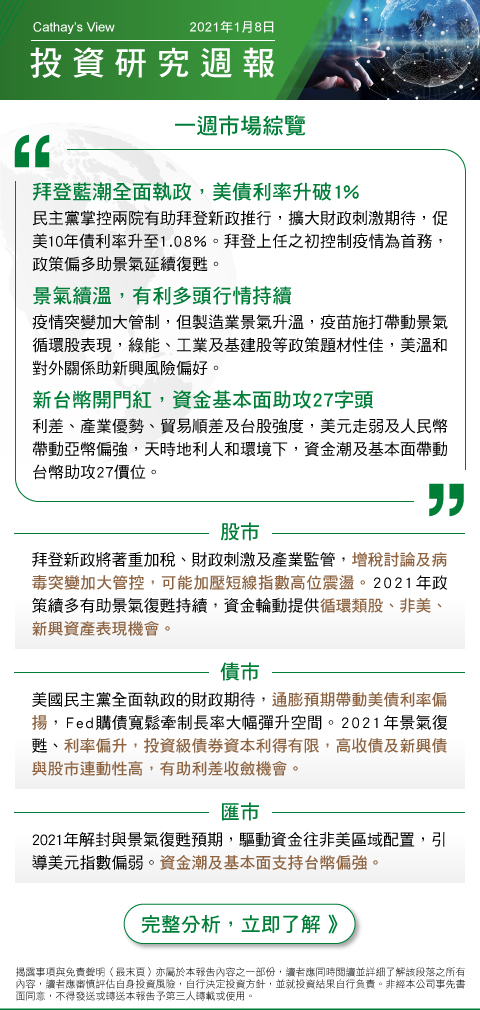 Cathay's View 2021年1月8日
投資研究週報
一週市場綜覽
拜登藍潮全面執政，美債利率升破1%
民主黨掌控兩院有助拜登新政推行，擴大財政刺激期待，促
美10年債利率升至1.08%。拜登上任之初控制疫情為首務，
政策偏多助景氣延續復甦。
景氣續溫，有利多頭行情持續
疫情突變加大管制，但製造業景氣升溫，疫苗施打帶動景氣
循環股表現，綠能、工業及基建股等政策題材性佳，美溫和
對外關係助新興風險偏好。
新台幣開門紅，資金基本面助攻27字頭
利差、產業優勢、貿易順差及台股強度，美元走弱及人民幣
帶動亞幣偏強，天時地利人和環境下，資金潮及基本面帶動
台幣助攻27價位。
股市
拜登新政將著重加稅、財政刺激及產業監管，增稅討論及病
毒突變加大管控，可能加壓短線指數高位震盪。2021年政
策續多有助景氣復甦持續，資金輪動提供循環類股、非美、
新興資產表現機會。
債市
美國民主黨全面執政的財政期待，通膨預期帶動美債利率偏
揚，Fed購債寬鬆牽制長率大幅彈升空間。2021年景氣復
甦、利率偏升，投資級債券資本利得有限，高收債及新興債
與股市連動性高，有助利差收斂機會。
匯市
2021年解封與景氣復甦預期，驅動資金往非美區域配置，引
導美元指數偏弱。資金潮及基本面支持台幣偏強。
完整分析，立即了解 》
揭露事項與免責聲明（最末頁）亦屬於本報告內容之一部份，讀者應同時閱讀並詳細了解該段落之所有
內容，讀者應審慎評估自身投資風險，自行決定投資方針，並就投資結果自行負責。非經本公司事先書
面同意，不得發送或轉送本報告予第三人轉載或使用。